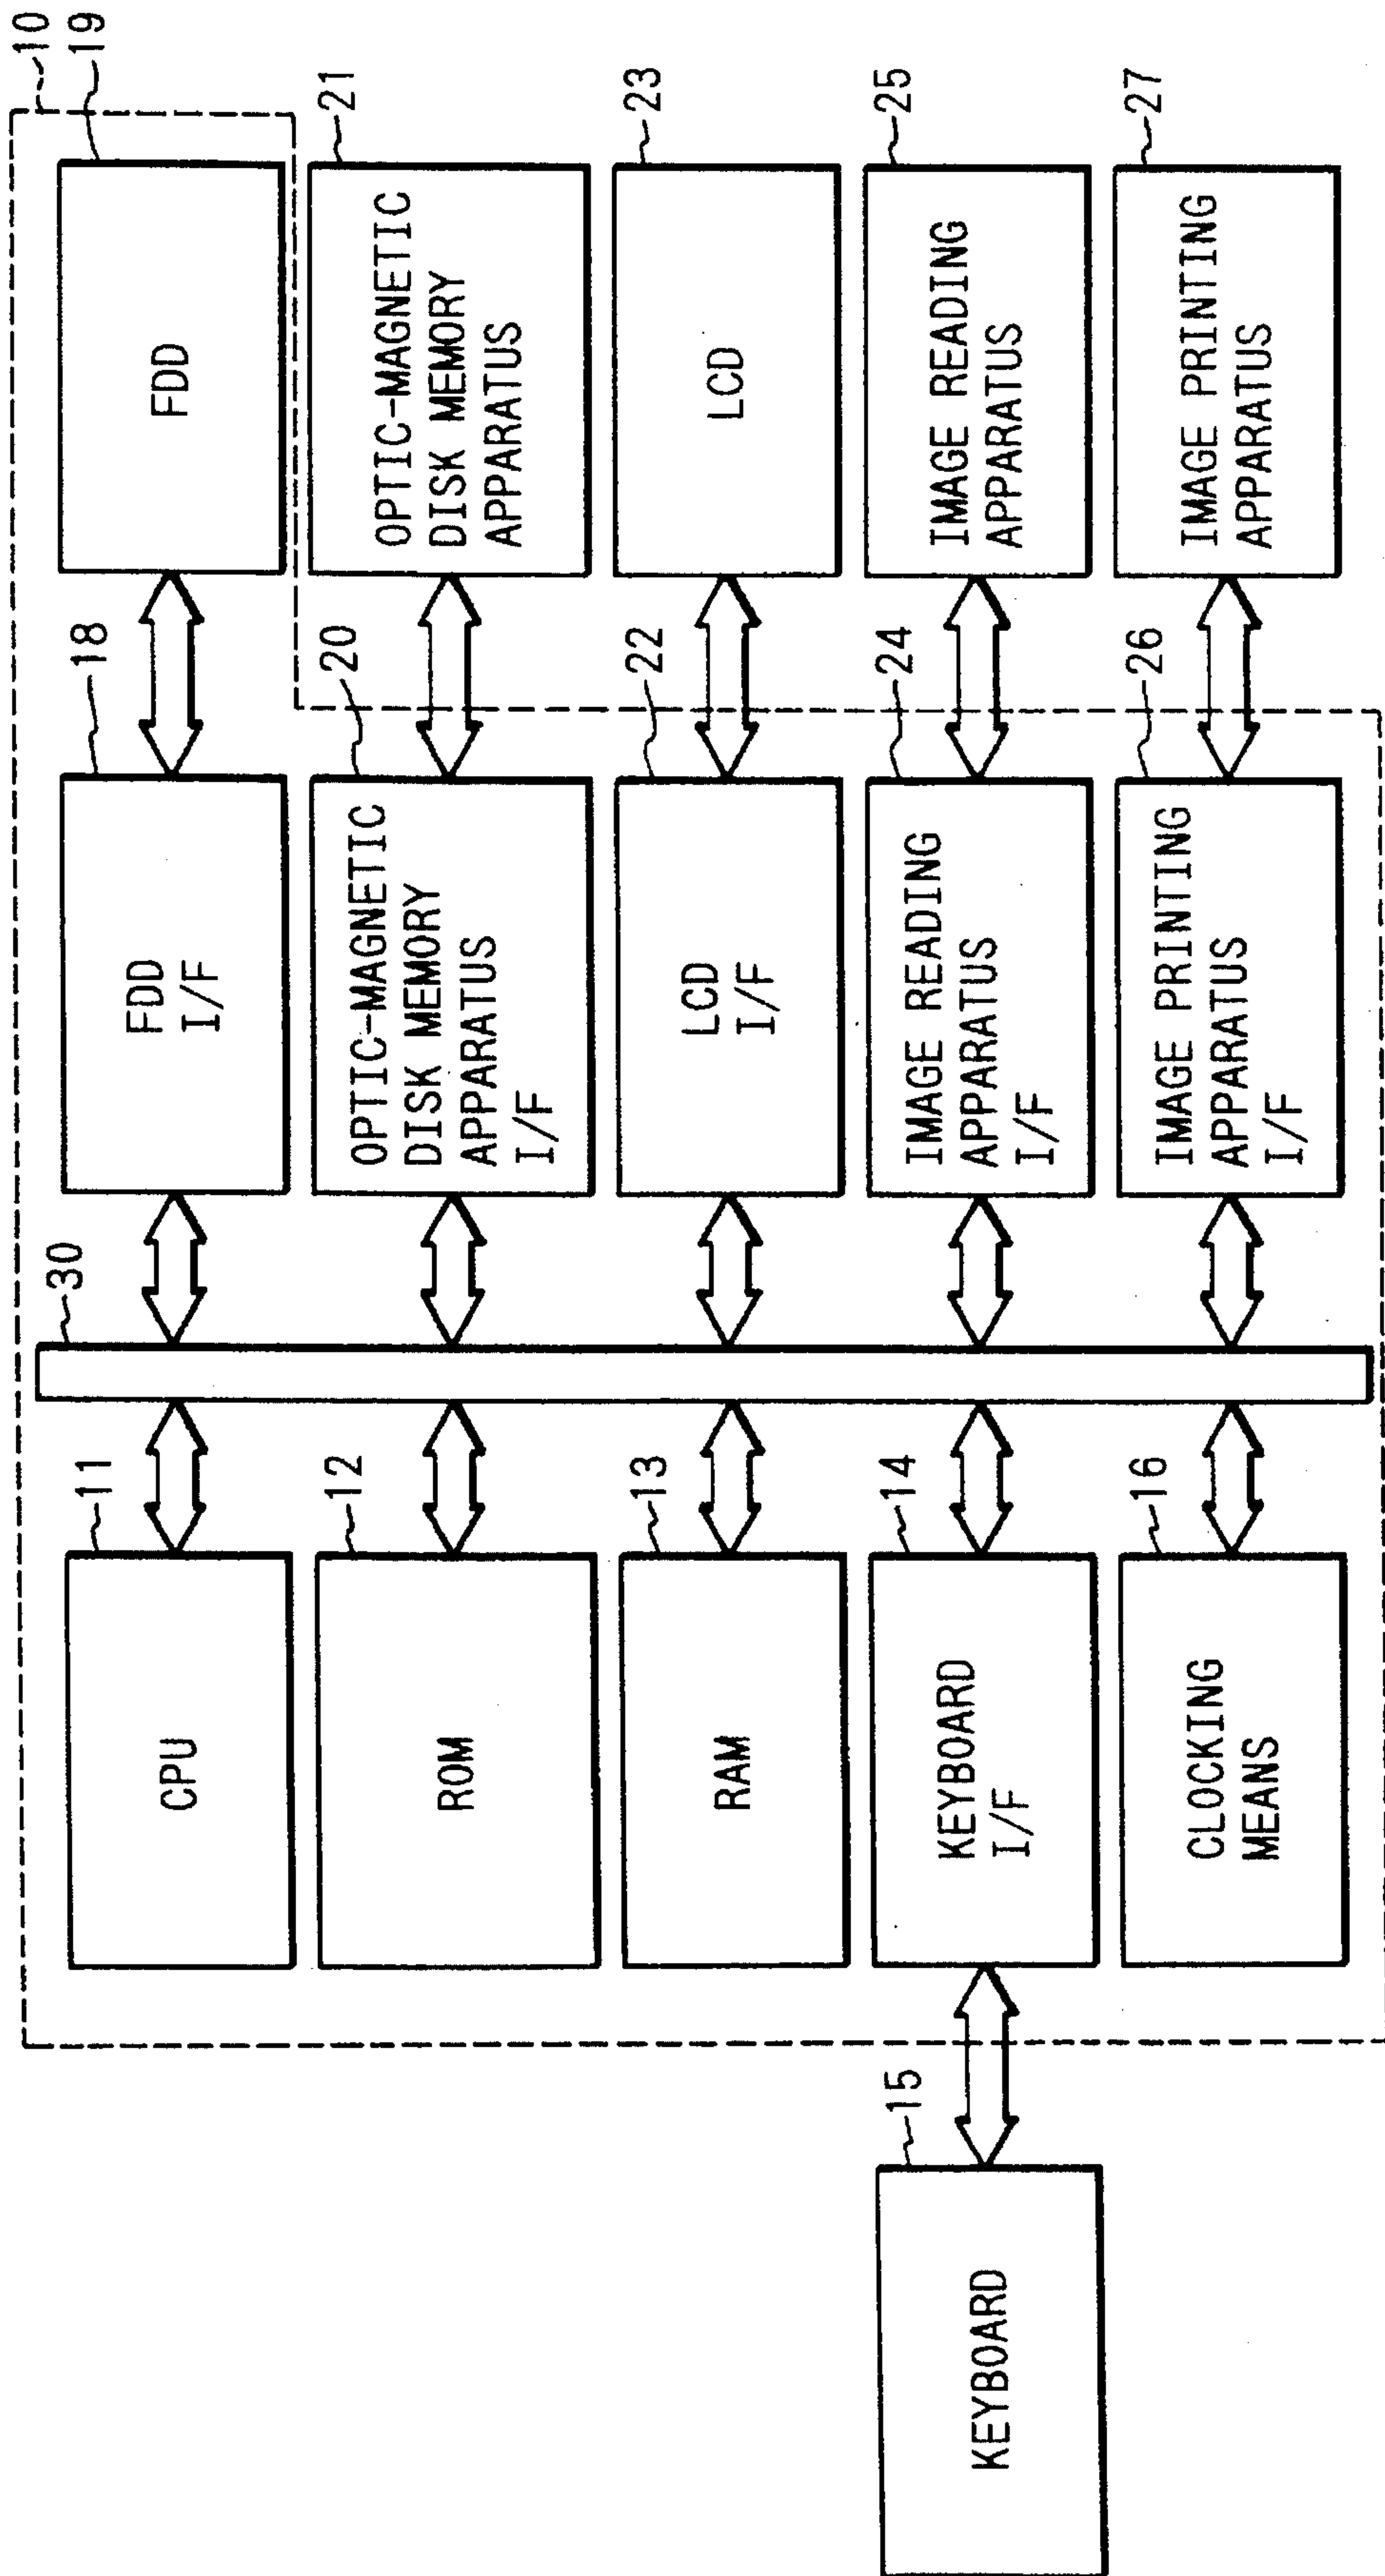 10
19
FDD
18
FDD
I/F
30
11
CPU
21
OPTIC-MAGNETIC
DISK MEMORY
APPARATUS
20
OPTIC-MAGNETIC
DISK MEMORY
APPARATUS
I/F
12
ROM
23
LCD
22
LCD
I/F
13
RAM
25
IMAGE READING
APPARATUS
24
IMAGE READING
APPARATUS
I/F
14
KEYBOARD
I/F
15
KEYBOARD
27
IMAGE PRINTING
APPARATUS
26
IMAGE PRINTING
APPARATUS
I/F
16
CLOCKING
MEANS